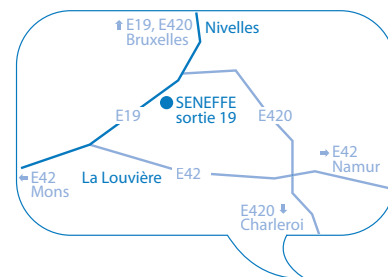 E19, E420
Bruxelles
Nivelles
SENEFFE
sortie 19
E19
E420
E42
Namur
E42
Mons
La Louvière
E42
E420
Charleroi